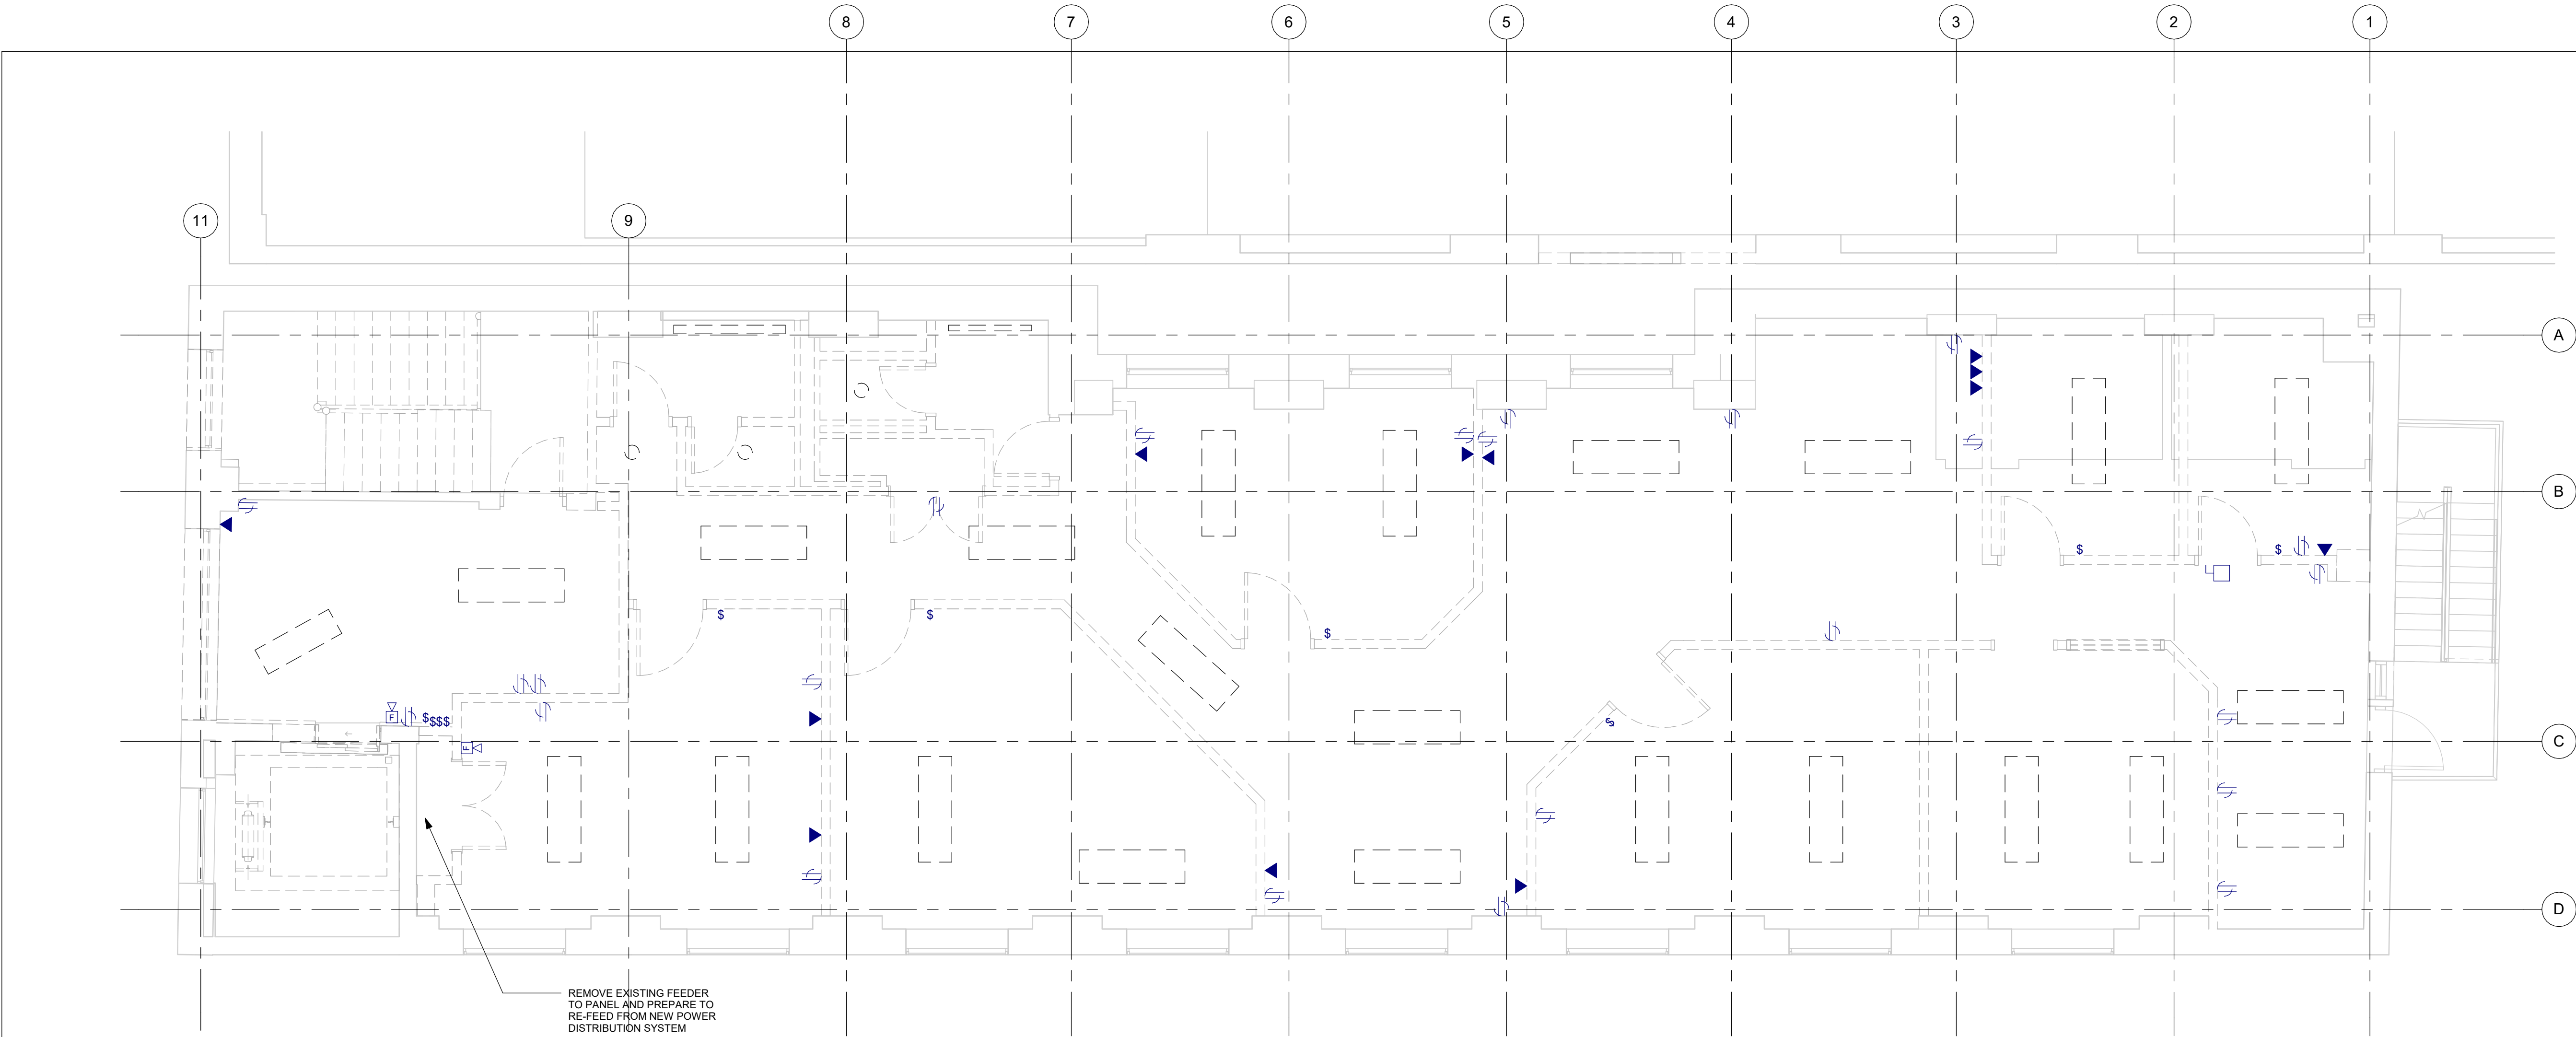 8 7 6 5 4 3 2 1
11 9
A
$
B
$ $
$ $
$
F $$$$
$
F
C
D
REMOVE EXISTING FEEDER
TO PANEL AND PREPARE TO
RE-FEED FROM NEW POWER
DISTRIBUTION SYSTEM